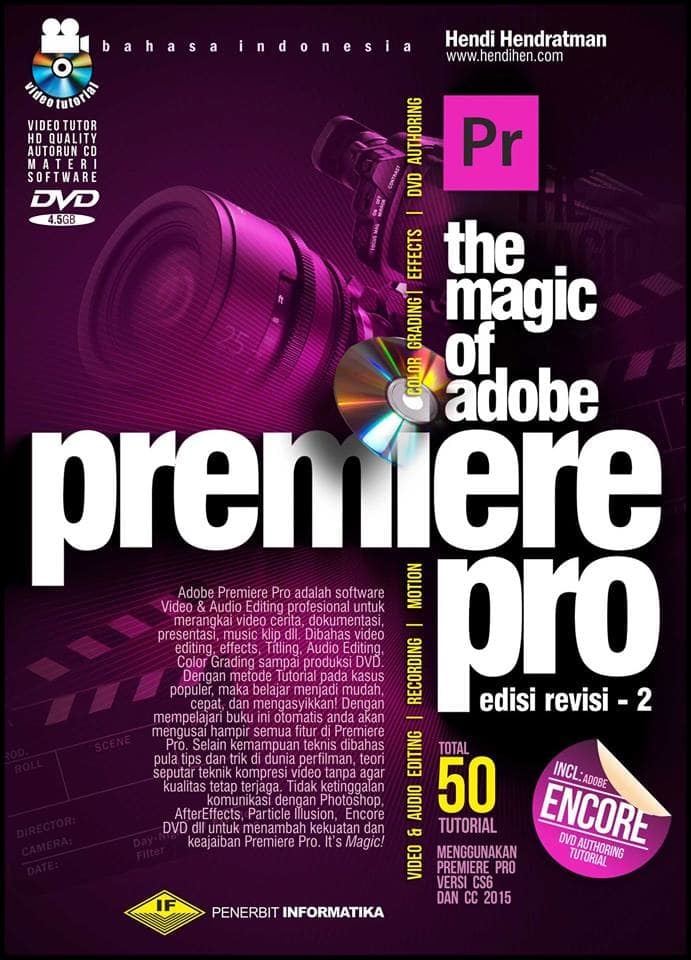 bahasa indonesia
Hendi Hendratman
www.hendihen.com
video tutorial
VIDEO TUTOR
HD QUALITY
AUTORUN CD
MATERI
SOFTWARE
DVD
4.5GB
Pr
VIDEO & AUDIO EDITING | RECORDING | MOTION
COLOR GRADING | EFFECTS | DVD AUTHORING
the
magic
of
adobe
premiere
pro
edisi revisi - 2
Adobe Premiere Pro adalah software
Video & Audio Editing profesional untuk
merangkai video cerita, dokumentasi,
presentasi, music klip dll. Dibahas video
editing, effects, Titling, Audio Editing,
Color Grading sampai produksi DVD.
Dengan metode Tutorial pada kasus
populer, maka belajar menjadi mudah,
cepat, dan mengasyikkan! Dengan
mempelajari buku ini otomatis anda akan
mengusai hampir semua fitur di Premiere
Pro. Selain kemampuan teknis dibahas
pula tips dan trik di dunia perfilman, teori
seputar teknik kompresi video tanpa agar
kualitas tetap terjaga. Tidak ketinggalan
komunikasi dengan Photoshop,
AfterEffects, Particle Illusion, Encore
DVD dll untuk menambah kekuatan dan
keajaiban Premiere Pro. It's Magic!
TOTAL
50
TUTORIAL
MENGGUNAKAN
PREMIERE PRO
VERSI CS6
DAN CC 2015
INCL: ADOBE
ENCORE
DVD AUTHORING
TUTORIAL
ROLL
SCENE
DIRECTOR:
CAMERA:
DATE:
Filter
IF
PENERBIT INFORMATIKA